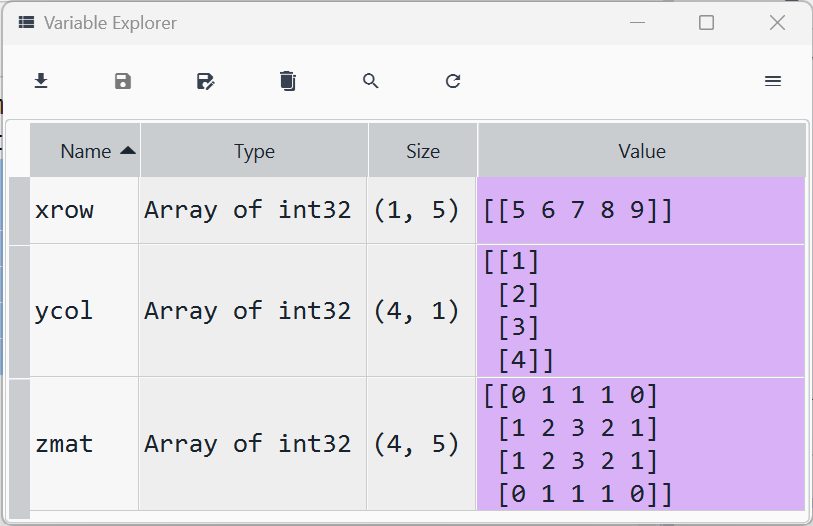 Variable Explorer
Name Type Size Value
xrow Array of int32 (1, 5) [[5 6 7 8 9]]
ycol Array of int32 (4, 1) [[1]
[2]
[3]
[4]]
zmat Array of int32 (4, 5) [[0 1 1 1 0]
[1 2 3 2 1]
[1 2 3 2 1]
[0 1 1 1 0]]